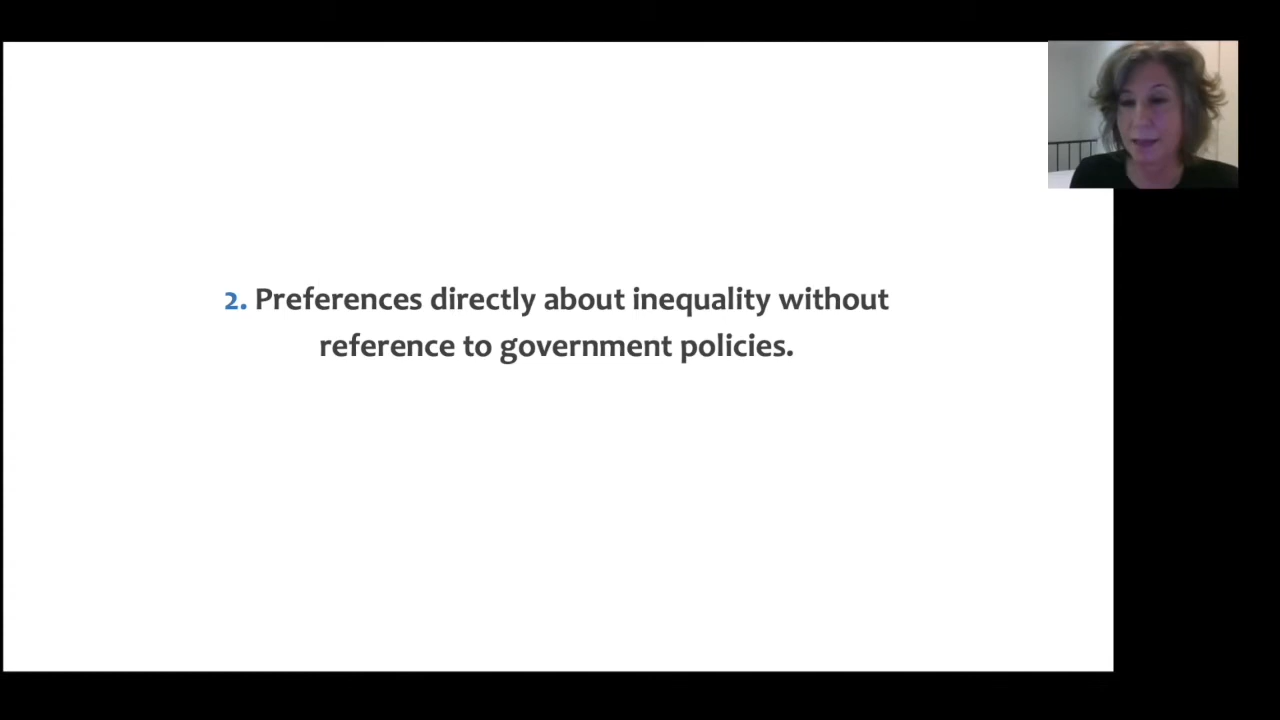 2. Preferences directly about inequality without
reference to government policies.